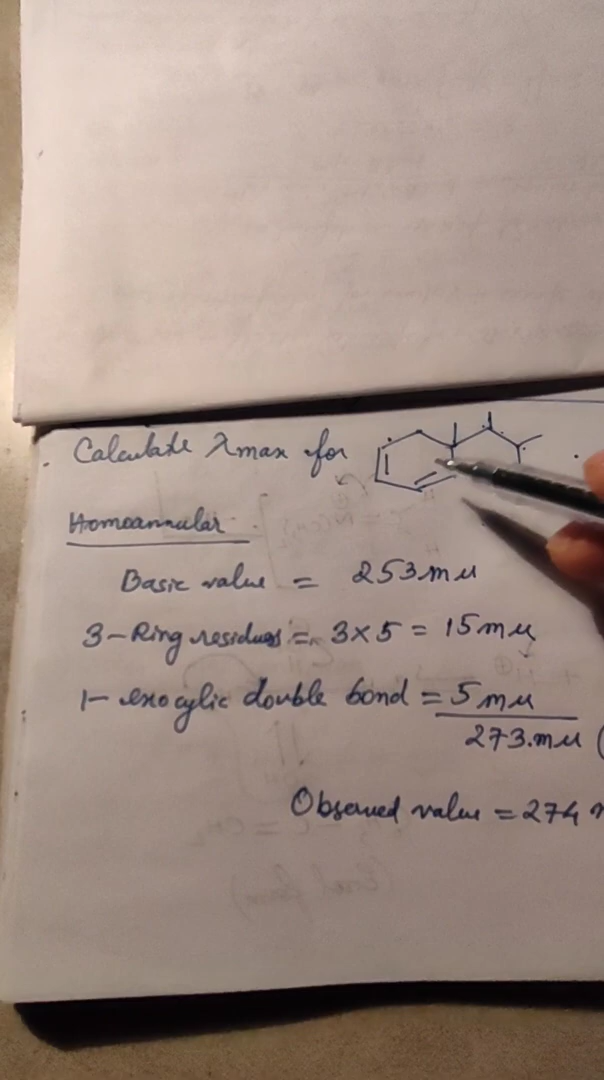 Calculate λmax for
Homoannular
Basic value = 253 mμ
3-Ring residues = 3×5 = 15 mμ
1- exocylic double bond = 5 mμ
273.mμ (
Observed value = 274